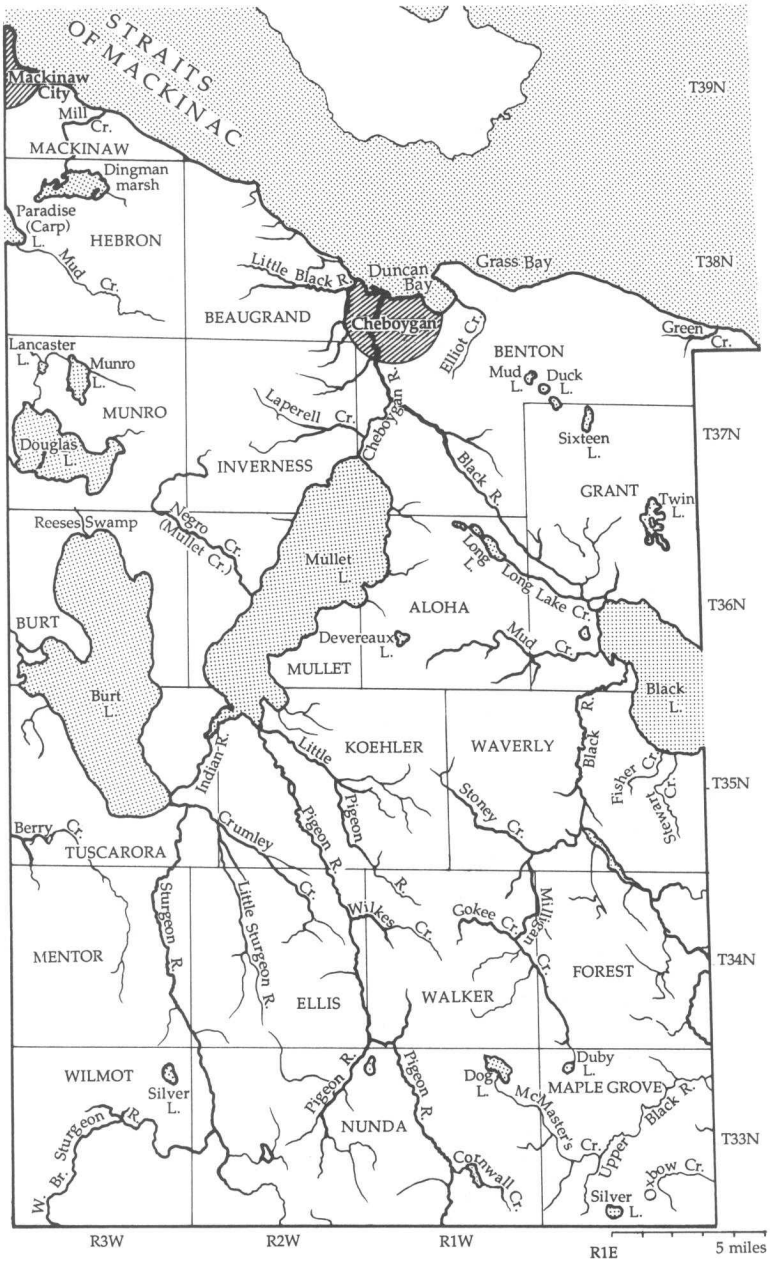 STRAITS
OF MACKINAC
Mackinaw
City
T39N
Mill
Cr.
MACKINAW
Dingman
marsh
Paradise
(Carp)
L.
HEBRON
Mud Cr.
Little Black R.
Duncan
Bay
Grass Bay
T38N
BEAUGRAND
Cheboygan
Elliot Cr.
Green
Cr.
Lancaster
L.
Munro
L.
BENTON
Mud
L.
Duck
L.
MUNRO
Laperell Cr.
Cheboygan R.
Sixteen
L.
T37N
Douglas
L.
INVERNESS
Black R.
GRANT
Twin
L.
Reeses Swamp
Negro Cr.
(Mullet Cr.)
Mullet
L.
Long
L.
Long Lake Cr.
ALOHA
T36N
BURT
Devereaux
L.
Mud Cr.
MULLET
Burt
L.
Black
L.
Indian R.
Little
Pigeon
R.
KOEHLER
WAVERLY
Black R.
Fisher Cr.
Stewart Cr.
T35N
Pigeon R.
Stoney Cr.
Berry Cr.
TUSCARORA
Crumley
Cr.
Sturgeon R.
Little Sturgeon R.
Wilkes
Cr.
Gokee Cr.
Milligan
Cr.
MENTOR
ELLIS
WALKER
FOREST
T34N
WILMOT
Silver
L.
Pigeon R.
Pigeon R.
Dog
L.
Duby
L.
MAPLE GROVE
McMaster's
Cr.
Upper Black R.
W. Br. Sturgeon R.
NUNDA
T33N
Cornwall
Cr.
Oxbow Cr.
Silver
L.
R3W
R2W
R1W
R1E
5 miles